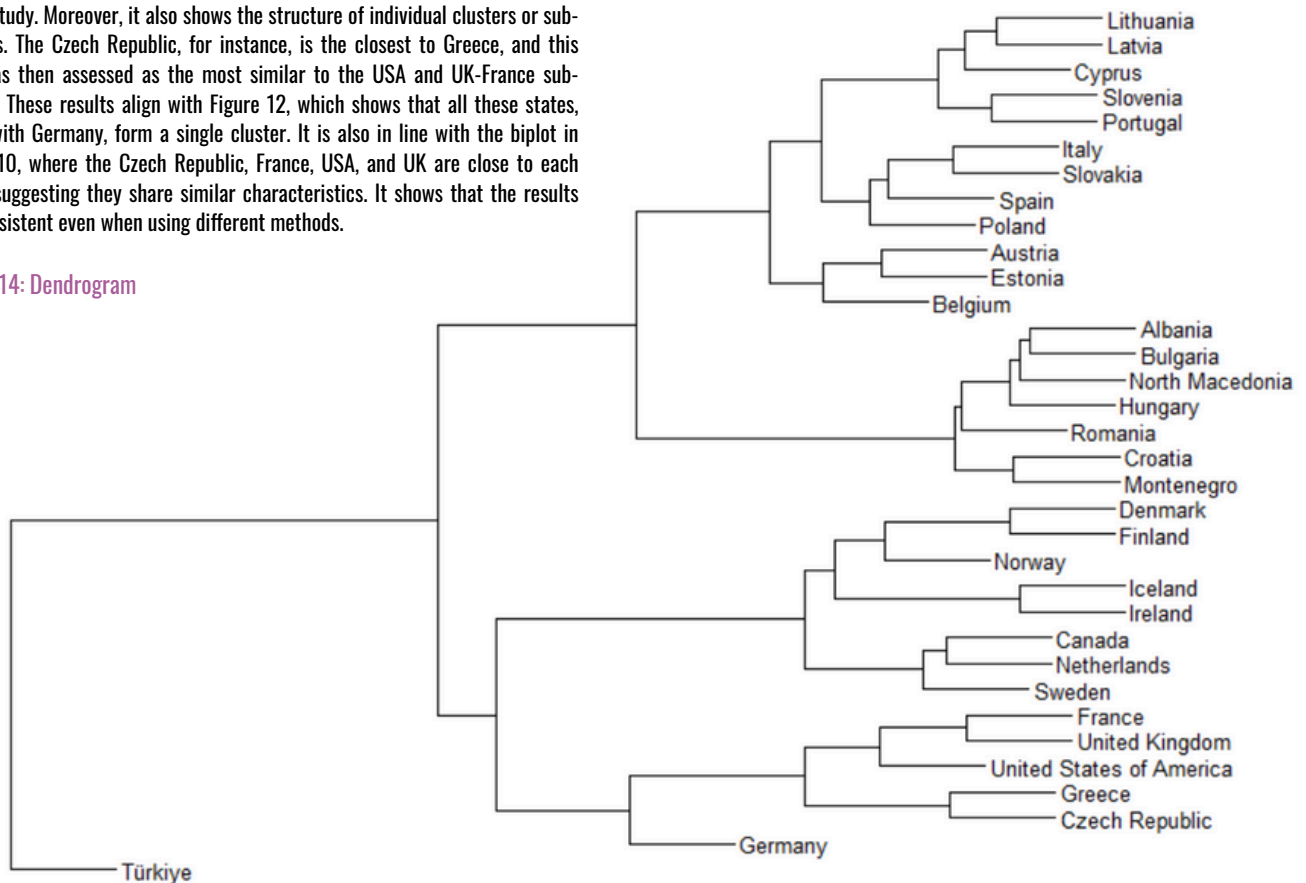 tudy. Moreover, it also shows the structure of individual clusters or sub-
s. The Czech Republic, for instance, is the closest to Greece, and this
as then assessed as the most similar to the USA and UK-France sub-
These results align with Figure 12, which shows that all these states,
with Germany, form a single cluster. It is also in line with the biplot in
10, where the Czech Republic, France, USA, and UK are close to each
suggesting they share similar characteristics. It shows that the results
sistent even when using different methods.
14: Dendrogram
Lithuania
Latvia
Cyprus
Slovenia
Portugal
Italy
Slovakia
Spain
Poland
Austria
Estonia
Belgium
Albania
Bulgaria
North Macedonia
Hungary
Romania
Croatia
Montenegro
Denmark
Finland
Norway
Iceland
Ireland
Canada
Netherlands
Sweden
France
United Kingdom
United States of America
Greece
Czech Republic
Germany
Türkiye